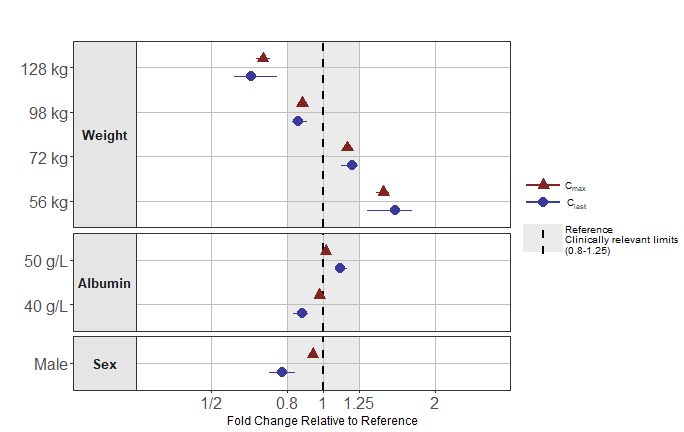 128 kg
98 kg
Weight
72 kg
56 kg
50 g/L
Albumin
40 g/L
Male
Sex
1/2 0.8 1 1.25 2
Fold Change Relative to Reference
Cmax
Clast
Reference
Clinically relevant limits
(0.8-1.25)